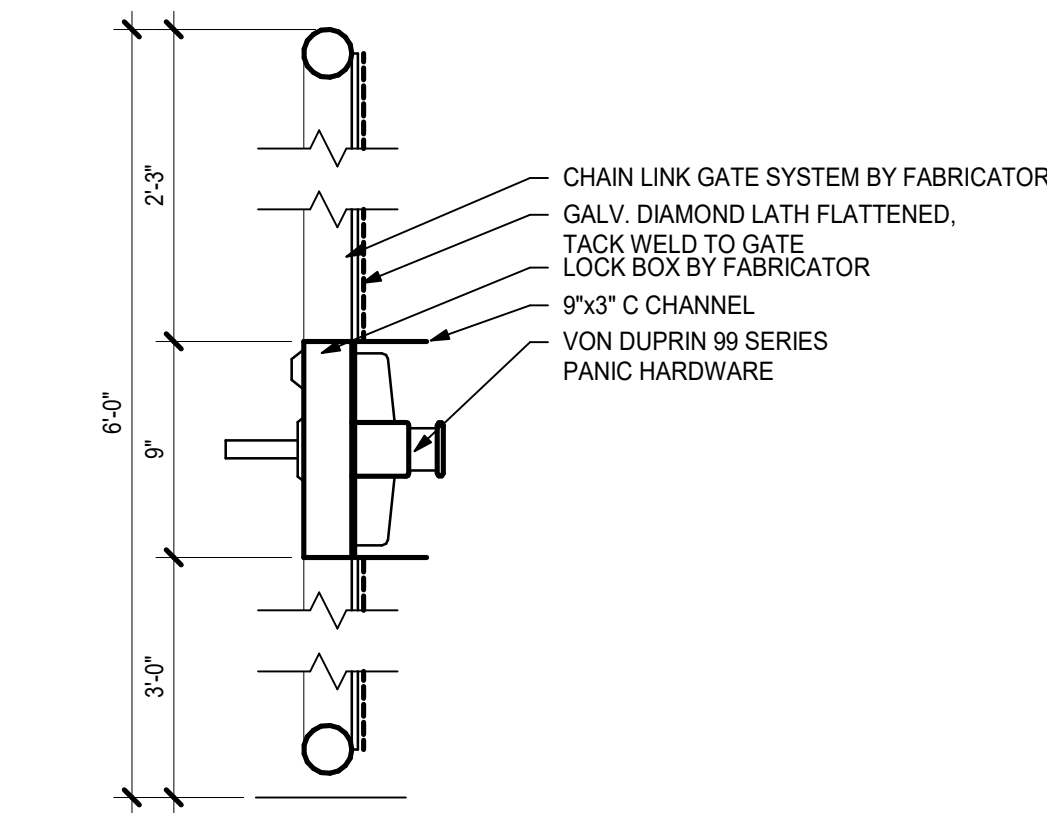 2'-3"
6'-0"
9"
3'-0"
CHAIN LINK GATE SYSTEM BY FABRICATOR
GALV. DIAMOND LATH FLATTENED,
TACK WELD TO GATE
LOCK BOX BY FABRICATOR
9"x3" C CHANNEL
VON DUPRIN 99 SERIES
PANIC HARDWARE